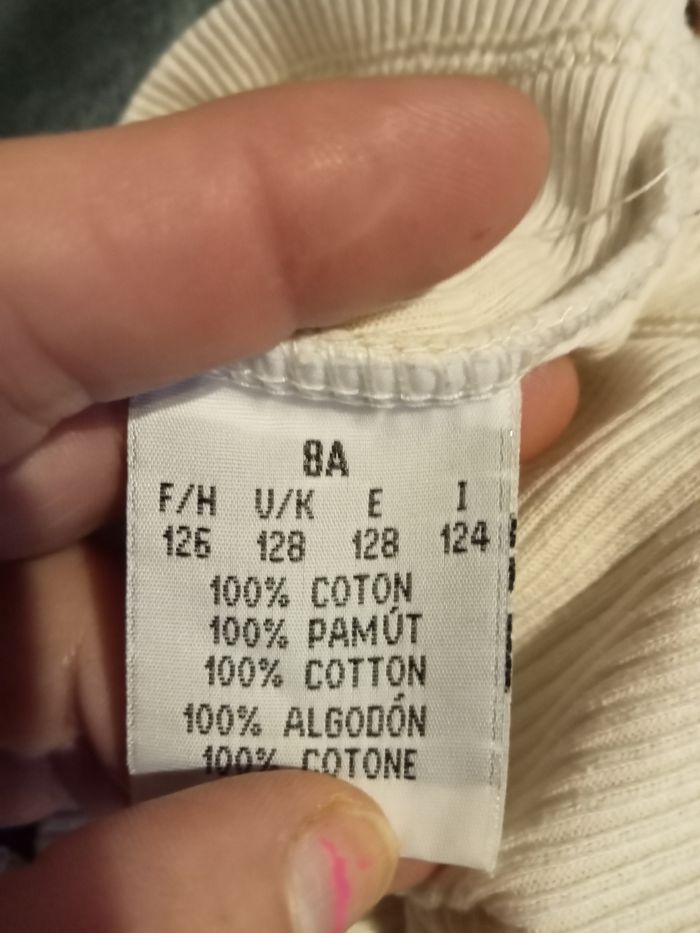 8A
F/H U/K E I
126 128 128 124
100% COTON
100% PAMÚT
100% COTTON
100% ALGODÓN
100% COTONE